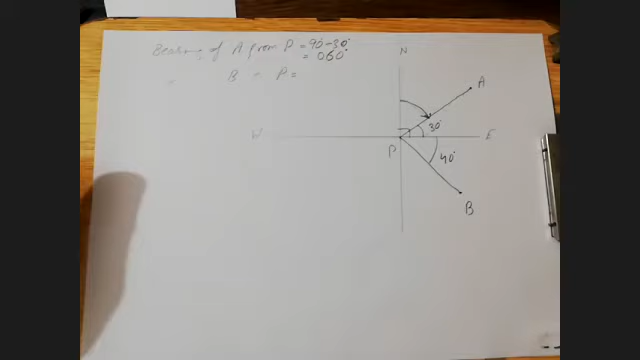 Bearing of A from P = 90° - 30°
= 060°
" B " P =
N
A
30°
W
E
P
40°
B